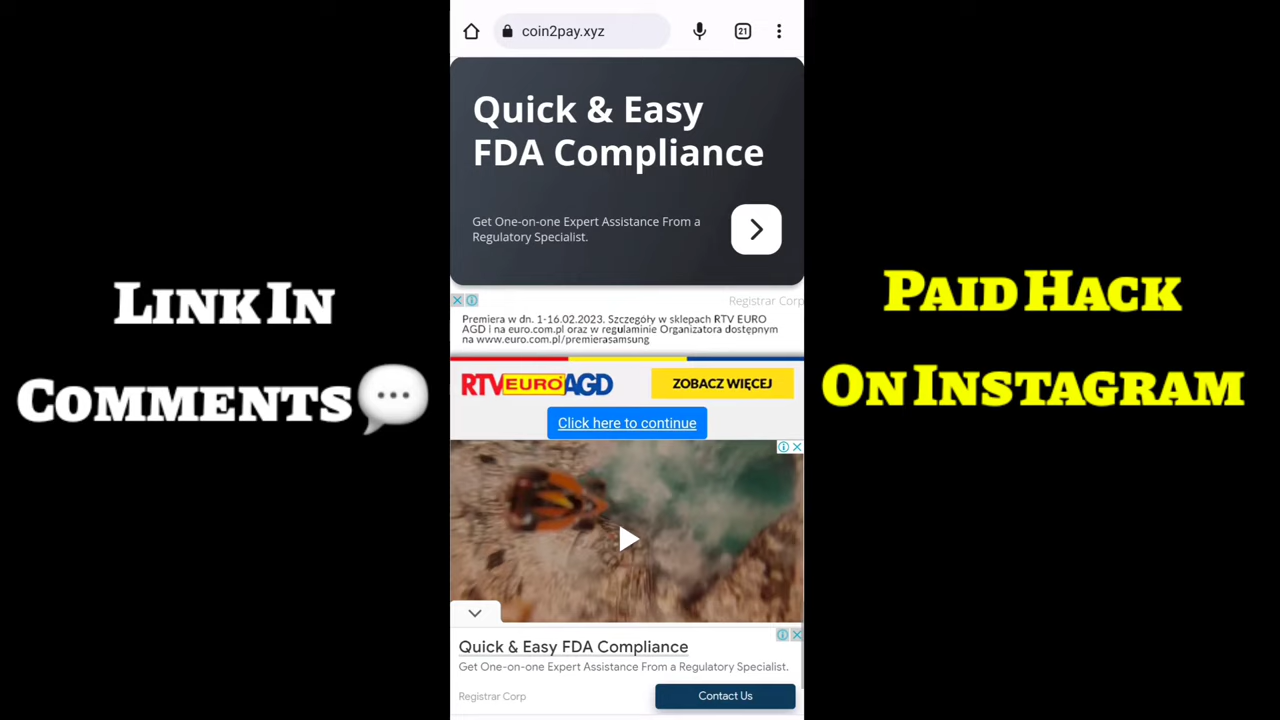 coin2pay.xyz
21
Quick & Easy
FDA Compliance
Get One-on-one Expert Assistance From a
Regulatory Specialist.
Registrar Corp
Premiera w dn. 1-16.02.2023. Szczegóły w sklepach RTV EURO
AGD i na euro.com.pl oraz w regulaminie Organizatora dostępnym
na www.euro.com.pl/premierasamsung
RTV EURO AGD
ZOBACZ WIĘCEJ
Click here to continue
Quick & Easy FDA Compliance
Get One-on-one Expert Assistance From a Regulatory Specialist.
Registrar Corp
Contact Us
Link In
Comments
Paid Hack
On Instagram